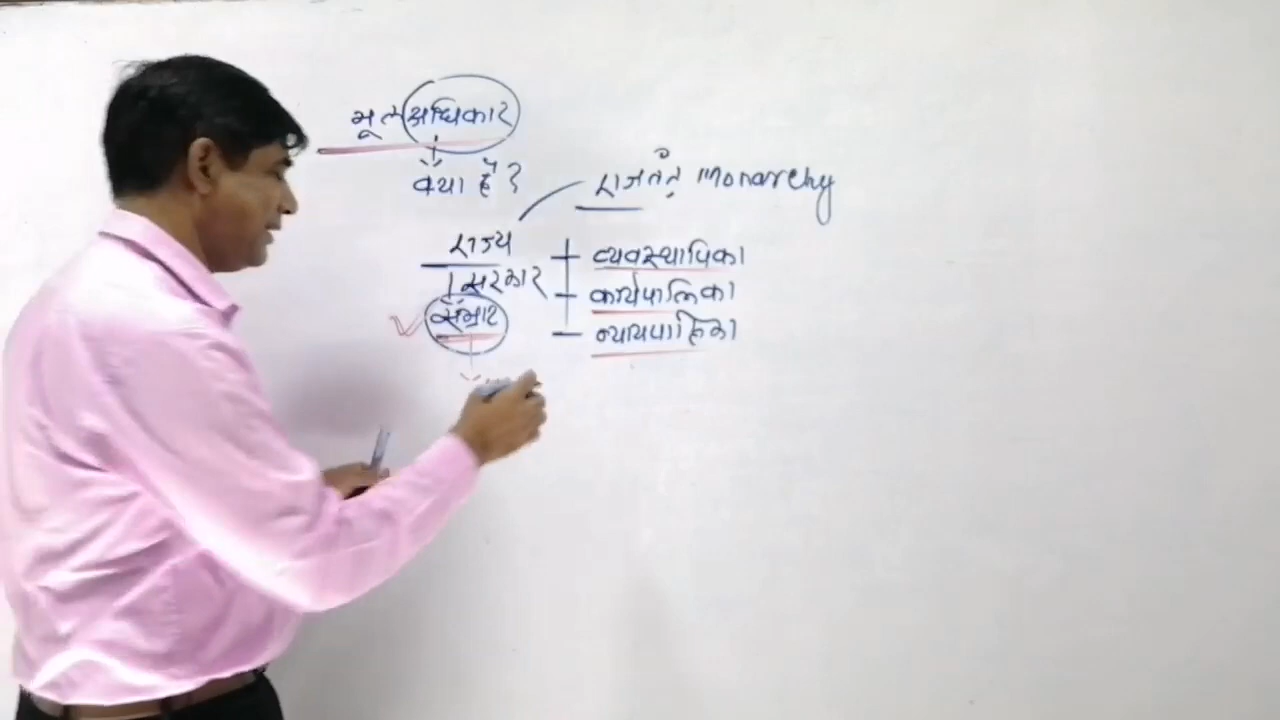 मूल अधिकार
क्या है ?
राजतंत्र Monarchy
राज्य
व्यवस्थापिका
सरकार
कार्यपालिका
सम्राट
न्यायपालिका